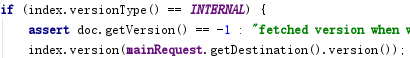 if (index.versionType() == INTERNAL) {
assert doc.getVersion() == -1 : "fetched version when
index.version(mainRequest.getDestination().version());